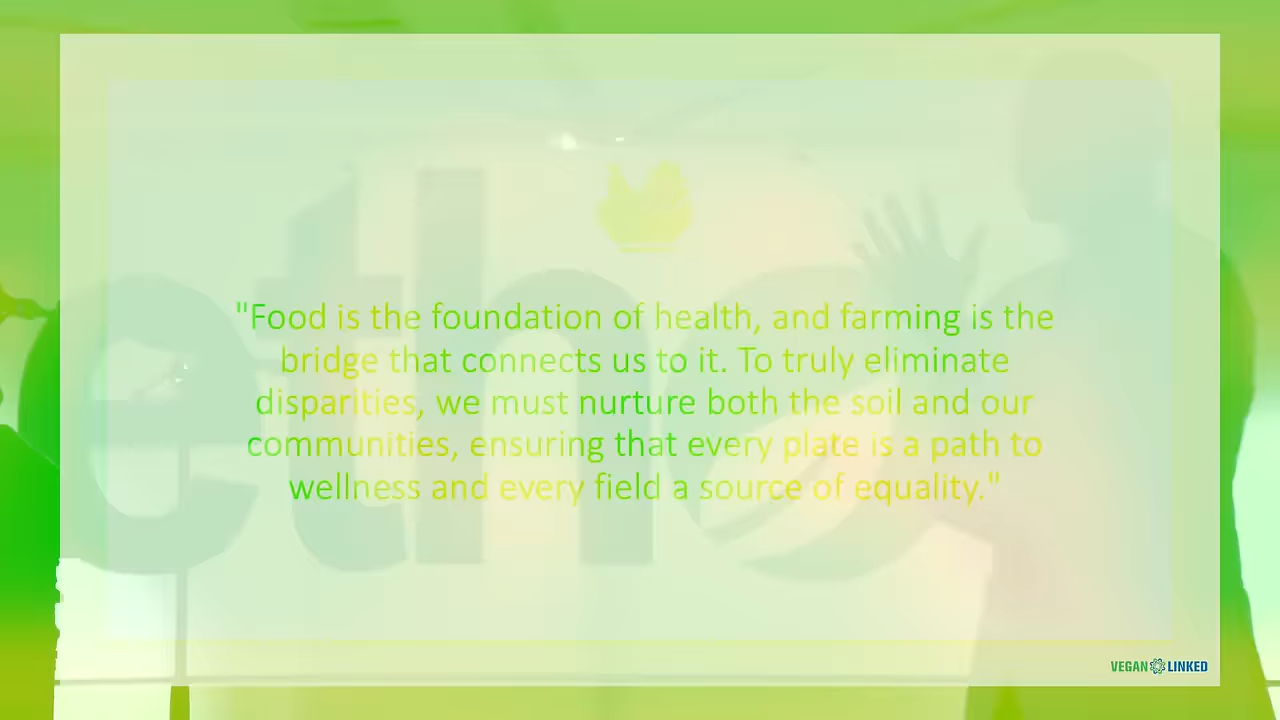 "Food is the foundation of health, and farming is the
bridge that connects us to it. To truly eliminate
disparities, we must nurture both the soil and our
communities, ensuring that every plate is a path to
wellness and every field a source of equality."
VEGAN LINKED